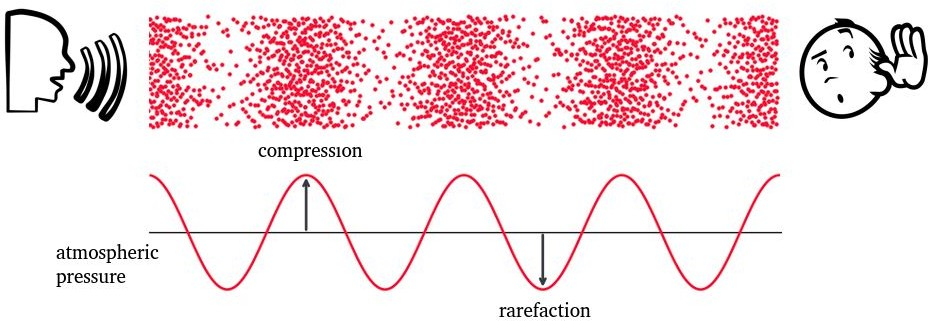 compression
atmospheric
pressure
rarefaction